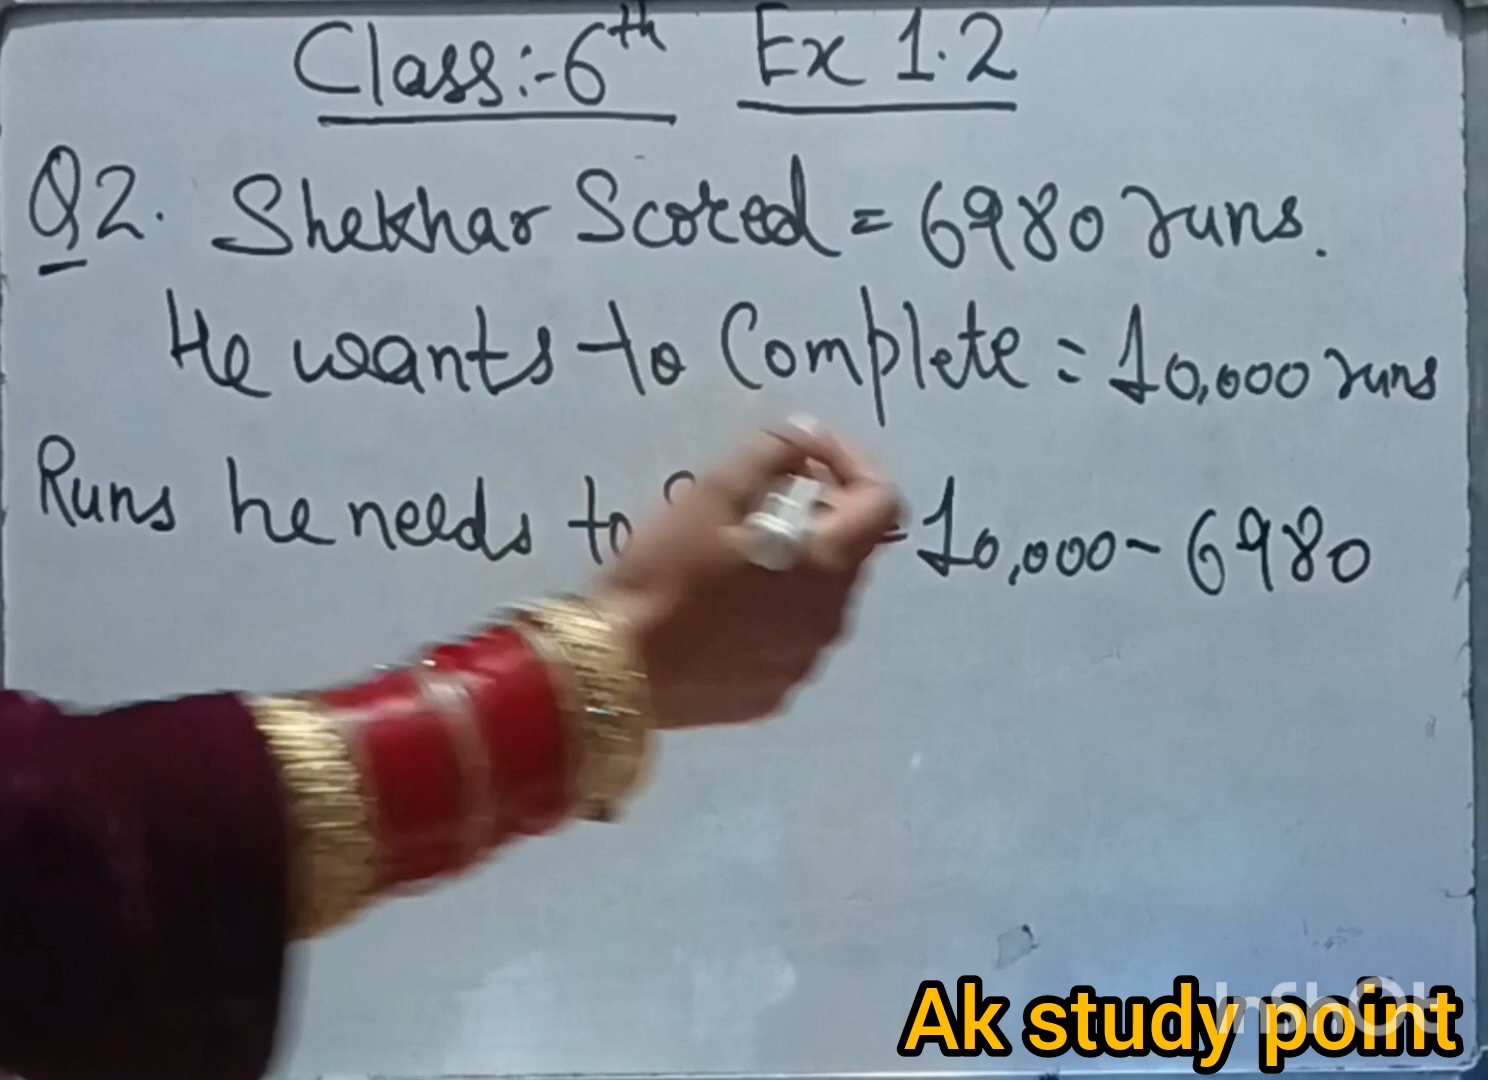 Class:-6th Ex 1.2
Q2. Shekhar Scored = 6980 runs.
He wants to Complete = 10,000 runs
Runs he needs to = 10,000 - 6980
Ak study point
InShOt